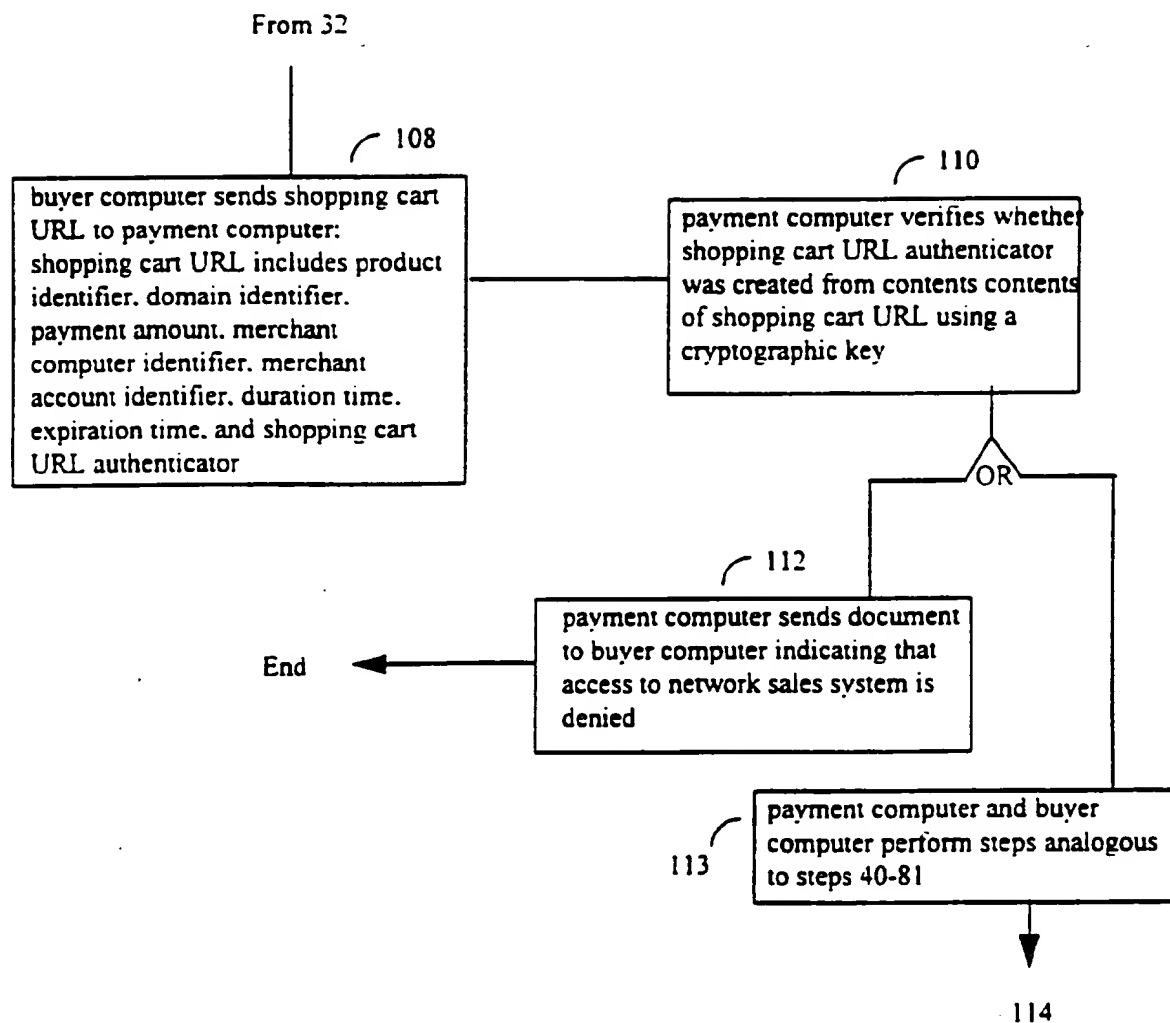 From 32
108
buyer computer sends shopping cart
URL to payment computer:
shopping cart URL includes product
identifier. domain identifier.
payment amount. merchant
computer identifier. merchant
account identifier. duration time.
expiration time. and shopping cart
URL authenticator
110
payment computer verifies whether
shopping cart URL authenticator
was created from contents contents
of shopping cart URL using a
cryptographic key
OR
112
payment computer sends document
to buyer computer indicating that
access to network sales system is
denied
End
113
payment computer and buyer
computer perform steps analogous
to steps 40-81
114